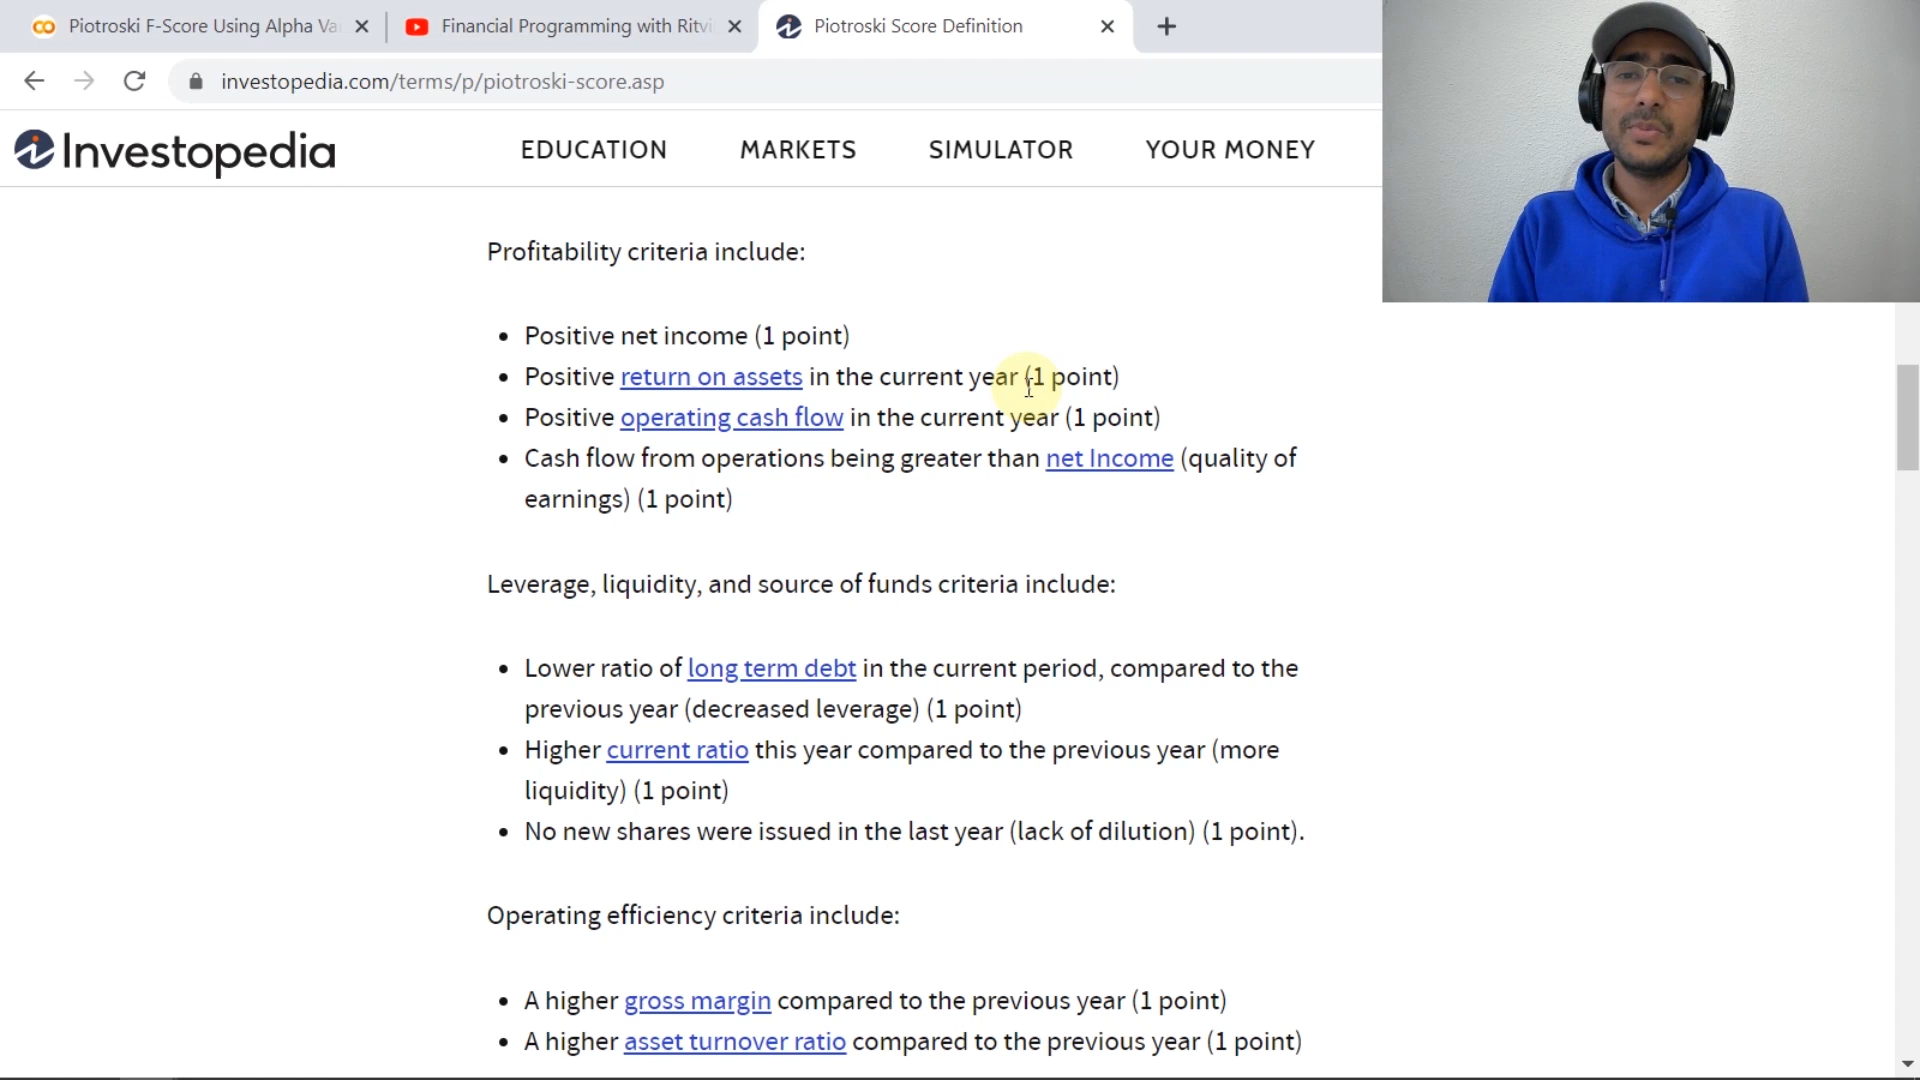 Piotroski F-Score Using Alpha Va
Financial Programming with Ritvi
Piotroski Score Definition
investopedia.com/terms/p/piotroski-score.asp
Investopedia
EDUCATION
MARKETS
SIMULATOR
YOUR MONEY
Profitability criteria include:
• Positive net income (1 point)
• Positive return on assets in the current year (1 point)
• Positive operating cash flow in the current year (1 point)
• Cash flow from operations being greater than net Income (quality of
earnings) (1 point)
Leverage, liquidity, and source of funds criteria include:
• Lower ratio of long term debt in the current period, compared to the
previous year (decreased leverage) (1 point)
• Higher current ratio this year compared to the previous year (more
liquidity) (1 point)
• No new shares were issued in the last year (lack of dilution) (1 point).
Operating efficiency criteria include:
• A higher gross margin compared to the previous year (1 point)
• A higher asset turnover ratio compared to the previous year (1 point)